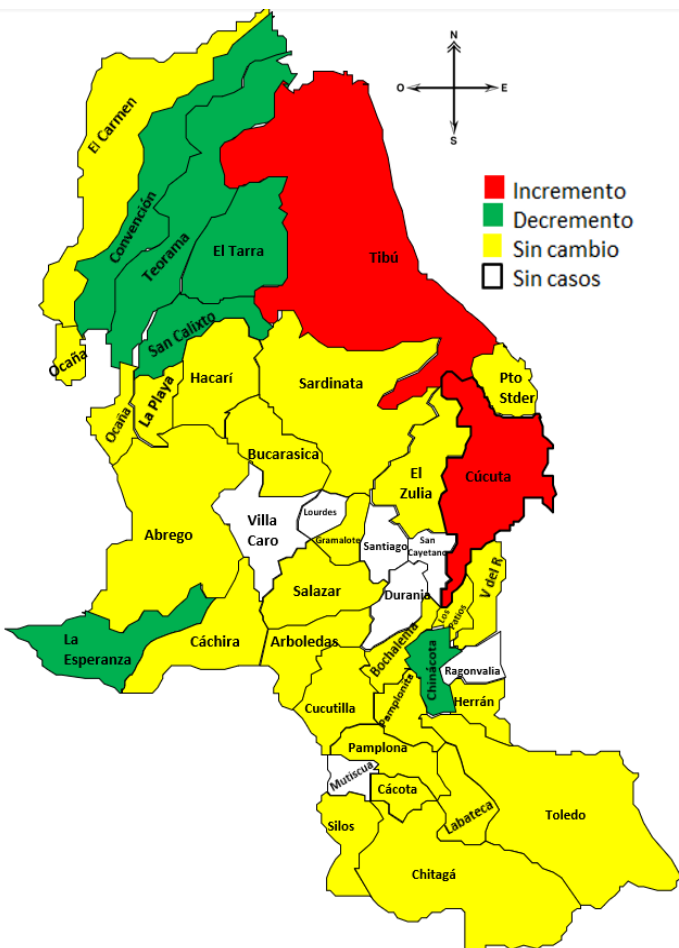 N
O
E
S
Incremento
Decremento
Sin cambio
Sin casos
El Carmen
Convención
Teorama
El Tarra
Tibú
San Calixto
Ocaña
Hacarí
La Playa
Ocaña
Sardinata
Pto
Stder
Bucarasica
El
Zulia
Cúcuta
Abrego
Villa
Caro
Lourdes
Gramalote
Santiago
San
Cayetano
V del R
Salazar
Durania
Los
Patios
La
Esperanza
Cáchira
Arboledas
Bochalema
Chinácota
Ragonvalia
Herrán
Cucutilla
Pamplonita
Pamplona
Mutiscua
Cácota
Labateca
Toledo
Silos
Chitagá